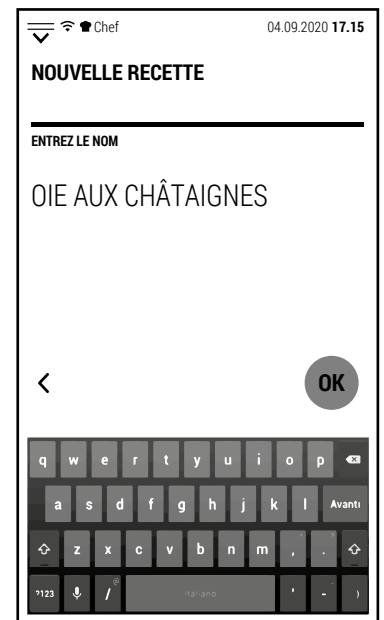 Chef 04.09.2020 17.15
NOUVELLE RECETTE
ENTREZ LE NOM
OIE AUX CHÂTAIGNES
OK
q w e r t y u i o p
a s d f g h j k l Avanti
z x c v b n m , ! . ?
?123 / @ Italiano ' - )